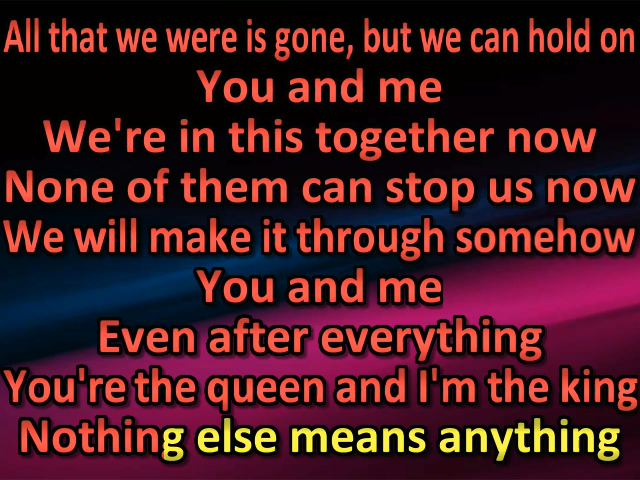 All that we were is gone, but we can hold on
You and me
We're in this together now
None of them can stop us now
We will make it through somehow
You and me
Even after everything
You're the queen and I'm the king
Nothing else means anything